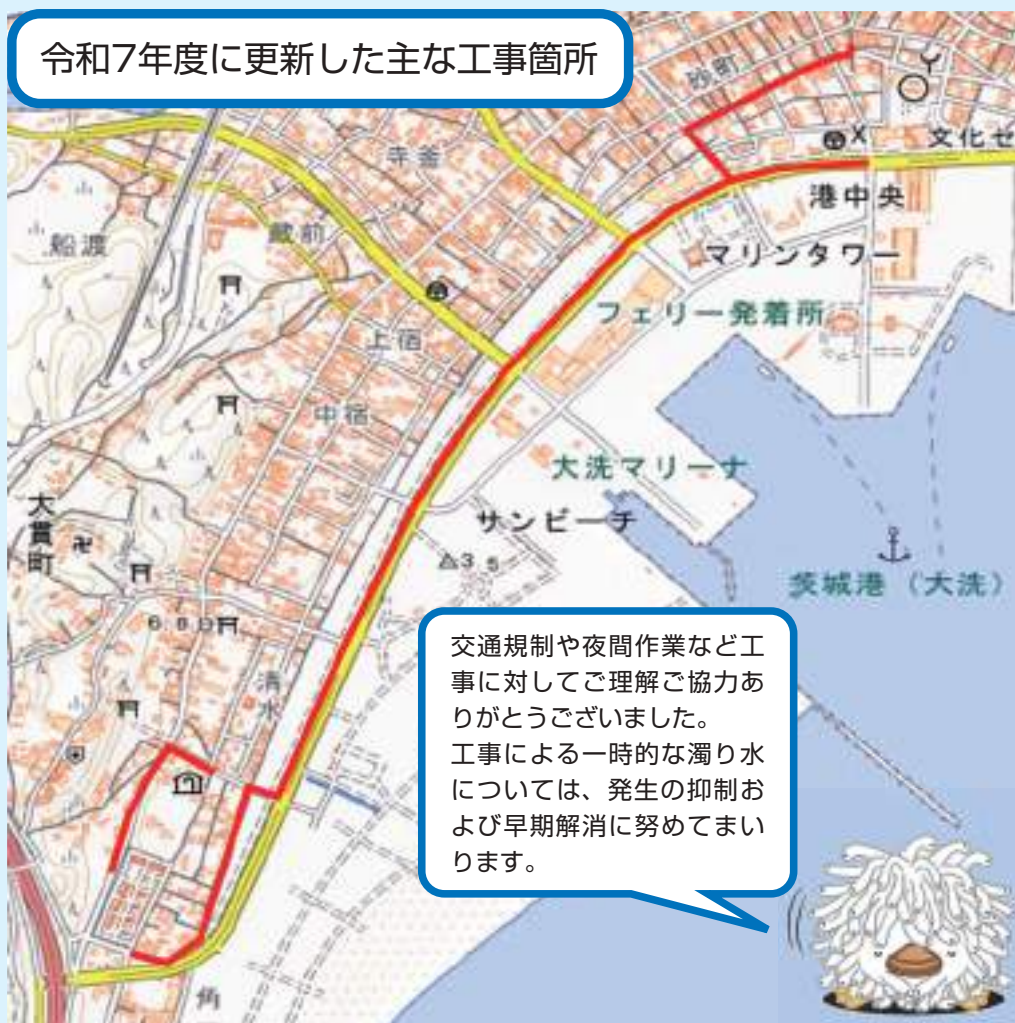 令和7年度に更新した主な工事箇所
砂町
文化セ
寺釜
港中央
船渡
蔵前
マリンタワー
フェリー発着所
上宿
中宿
大洗マリーナ
サンビーチ
大貫町
3.5
茨城港（大洗）
清水
交通規制や夜間作業など工
事に対してご理解ご協力あ
りがとうございました。
工事による一時的な濁り水
については、発生の抑制お
よび早期解消に努めてまい
ります。
角